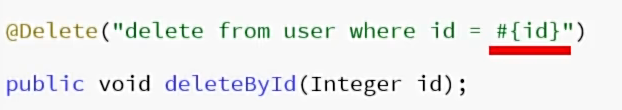 @Delete("delete from user where id = #{id}")
public void deleteById(Integer id);